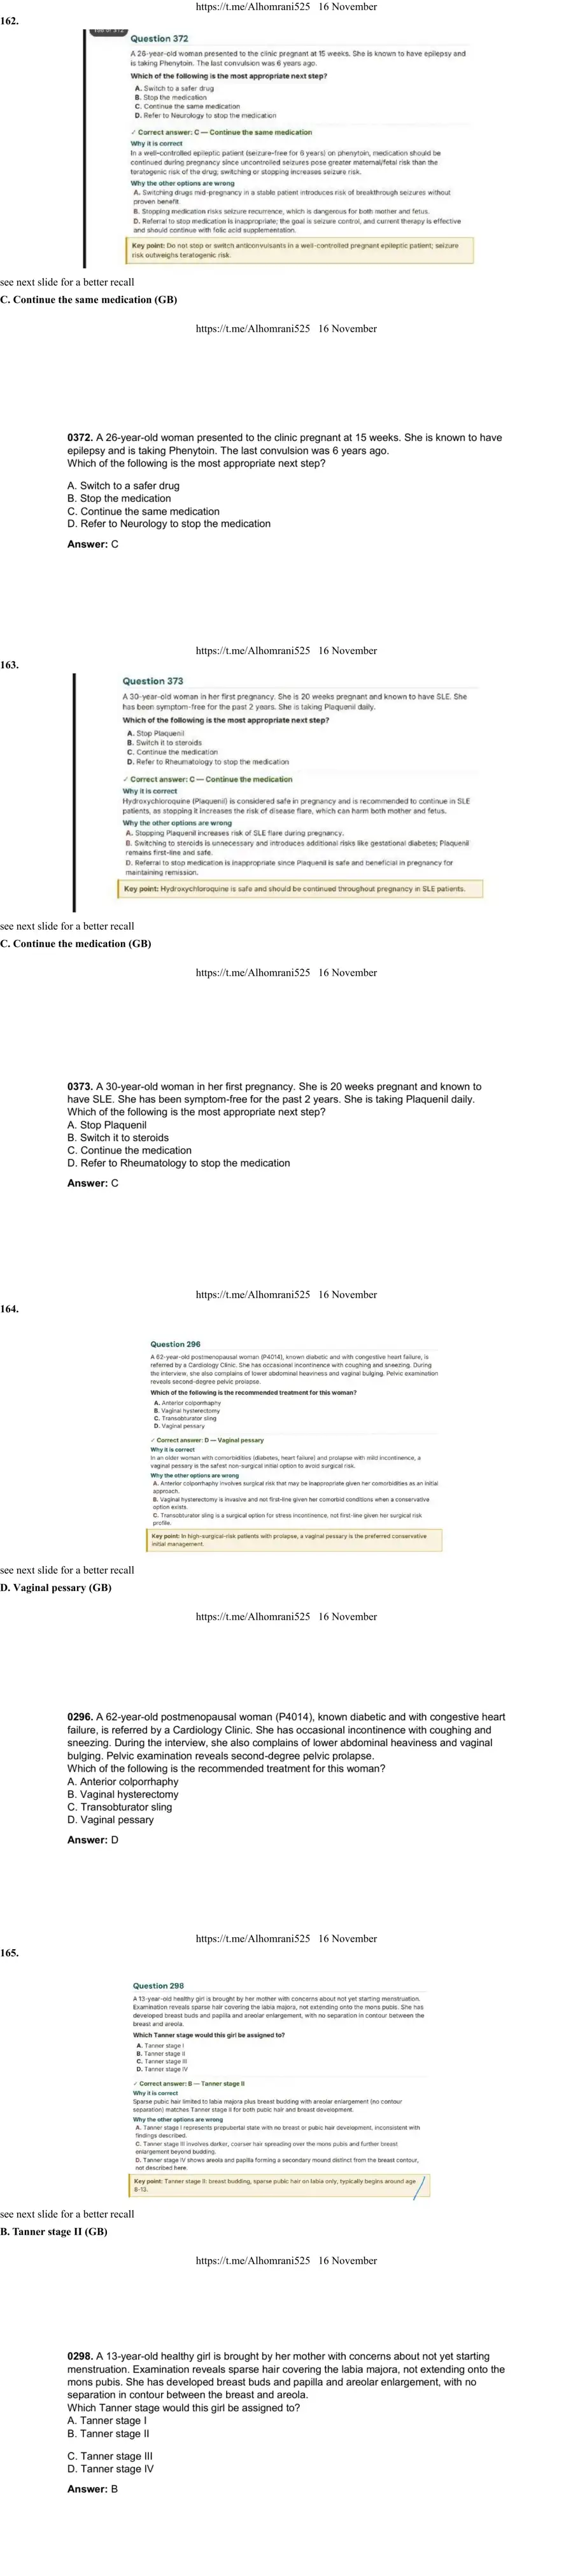 https://t.me/Alhomrani525 16 November
162.
Question 372
A 26-year-old woman presented to the clinic pregnant at 15 weeks. She is known to have epilepsy and
is taking Phenytoin. The last convulsion was 6 years ago.
Which of the following is the most appropriate next step?
A. Switch to a safer drug
B. Stop the medication
C. Continue the same medication
D. Refer to Neurology to stop the medication
✓ Correct answer: C — Continue the same medication
Why it is correct
In a well-controlled epileptic patient (seizure-free for 6 years) on phenytoin, medication should be
continued during pregnancy since uncontrolled seizures pose greater maternal/fetal risk than the
teratogenic risk of the drug; switching or stopping increases seizure risk.
Why the other options are wrong
A. Switching drugs mid-pregnancy in a stable patient introduces risk of breakthrough seizures without
proven benefit.
B. Stopping medication risks seizure recurrence, which is dangerous for both mother and fetus.
D. Referral to stop medication is inappropriate; the goal is seizure control, and current therapy is effective
and should continue with folic acid supplementation.
Key point: Do not stop or switch anticonvulsants in a well-controlled pregnant epileptic patient; seizure
risk outweighs teratogenic risk.
see next slide for a better recall
C. Continue the same medication (GB)
https://t.me/Alhomrani525 16 November
0372. A 26-year-old woman presented to the clinic pregnant at 15 weeks. She is known to have
epilepsy and is taking Phenytoin. The last convulsion was 6 years ago.
Which of the following is the most appropriate next step?
A. Switch to a safer drug
B. Stop the medication
C. Continue the same medication
D. Refer to Neurology to stop the medication
Answer: C
https://t.me/Alhomrani525 16 November
163.
Question 373
A 30-year-old woman in her first pregnancy. She is 20 weeks pregnant and known to have SLE. She
has been symptom-free for the past 2 years. She is taking Plaquenil daily.
Which of the following is the most appropriate next step?
A. Stop Plaquenil
B. Switch it to steroids
C. Continue the medication
D. Refer to Rheumatology to stop the medication
✓ Correct answer: C — Continue the medication
Why it is correct
Hydroxychloroquine (Plaquenil) is considered safe in pregnancy and is recommended to continue in SLE
patients, as stopping it increases the risk of disease flare, which can harm both mother and fetus.
Why the other options are wrong
A. Stopping Plaquenil increases risk of SLE flare during pregnancy.
B. Switching to steroids is unnecessary and introduces additional risks like gestational diabetes; Plaquenil
remains first-line and safe.
D. Referral to stop medication is inappropriate since Plaquenil is safe and beneficial in pregnancy for
maintaining remission.
Key point: Hydroxychloroquine is safe and should be continued throughout pregnancy in SLE patients.
see next slide for a better recall
C. Continue the medication (GB)
https://t.me/Alhomrani525 16 November
0373. A 30-year-old woman in her first pregnancy. She is 20 weeks pregnant and known to
have SLE. She has been symptom-free for the past 2 years. She is taking Plaquenil daily.
Which of the following is the most appropriate next step?
A. Stop Plaquenil
B. Switch it to steroids
C. Continue the medication
D. Refer to Rheumatology to stop the medication
Answer: C
https://t.me/Alhomrani525 16 November
164.
Question 296
A 62-year-old postmenopausal woman (P4014), known diabetic and with congestive heart failure, is
referred by a Cardiology Clinic. She has occasional incontinence with coughing and sneezing. During
the interview, she also complains of lower abdominal heaviness and vaginal bulging. Pelvic examination
reveals second-degree pelvic prolapse.
Which of the following is the recommended treatment for this woman?
A. Anterior colporrhaphy
B. Vaginal hysterectomy
C. Transobturator sling
D. Vaginal pessary
✓ Correct answer: D — Vaginal pessary
Why it is correct
In an older woman with comorbidities (diabetes, heart failure) and prolapse with mild incontinence, a
vaginal pessary is the safest non-surgical initial option to avoid surgical risk.
Why the other options are wrong
A. Anterior colporrhaphy involves surgical risk that may be inappropriate given her comorbidities as an initial
approach.
B. Vaginal hysterectomy is invasive and not first-line given her comorbid conditions when a conservative
option exists.
C. Transobturator sling is a surgical option for stress incontinence, not first-line given her surgical risk
profile.
Key point: In high-surgical-risk patients with prolapse, a vaginal pessary is the preferred conservative
initial management.
see next slide for a better recall
D. Vaginal pessary (GB)
https://t.me/Alhomrani525 16 November
0296. A 62-year-old postmenopausal woman (P4014), known diabetic and with congestive heart
failure, is referred by a Cardiology Clinic. She has occasional incontinence with coughing and
sneezing. During the interview, she also complains of lower abdominal heaviness and vaginal
bulging. Pelvic examination reveals second-degree pelvic prolapse.
Which of the following is the recommended treatment for this woman?
A. Anterior colporrhaphy
B. Vaginal hysterectomy
C. Transobturator sling
D. Vaginal pessary
Answer: D
https://t.me/Alhomrani525 16 November
165.
Question 298
A 13-year-old healthy girl is brought by her mother with concerns about not yet starting menstruation.
Examination reveals sparse hair covering the labia majora, not extending onto the mons pubis. She has
developed breast buds and papilla and areolar enlargement, with no separation in contour between the
breast and areola.
Which Tanner stage would this girl be assigned to?
A. Tanner stage I
B. Tanner stage II
C. Tanner stage III
D. Tanner stage IV
✓ Correct answer: B — Tanner stage II
Why it is correct
Sparse pubic hair limited to labia majora plus breast budding with areolar enlargement (no contour
separation) matches Tanner stage II for both pubic hair and breast development.
Why the other options are wrong
A. Tanner stage I represents prepubertal state with no breast or pubic hair development, inconsistent with
findings described.
C. Tanner stage III involves darker, coarser hair spreading over the mons pubis and further breast
enlargement beyond budding.
D. Tanner stage IV shows areola and papilla forming a secondary mound distinct from the breast contour,
not described here.
Key point: Tanner stage II: breast budding, sparse pubic hair on labia only, typically begins around age
8-13.
see next slide for a better recall
B. Tanner stage II (GB)
https://t.me/Alhomrani525 16 November
0298. A 13-year-old healthy girl is brought by her mother with concerns about not yet starting
menstruation. Examination reveals sparse hair covering the labia majora, not extending onto the
mons pubis. She has developed breast buds and papilla and areolar enlargement, with no
separation in contour between the breast and areola.
Which Tanner stage would this girl be assigned to?
A. Tanner stage I
B. Tanner stage II
C. Tanner stage III
D. Tanner stage IV
Answer: B